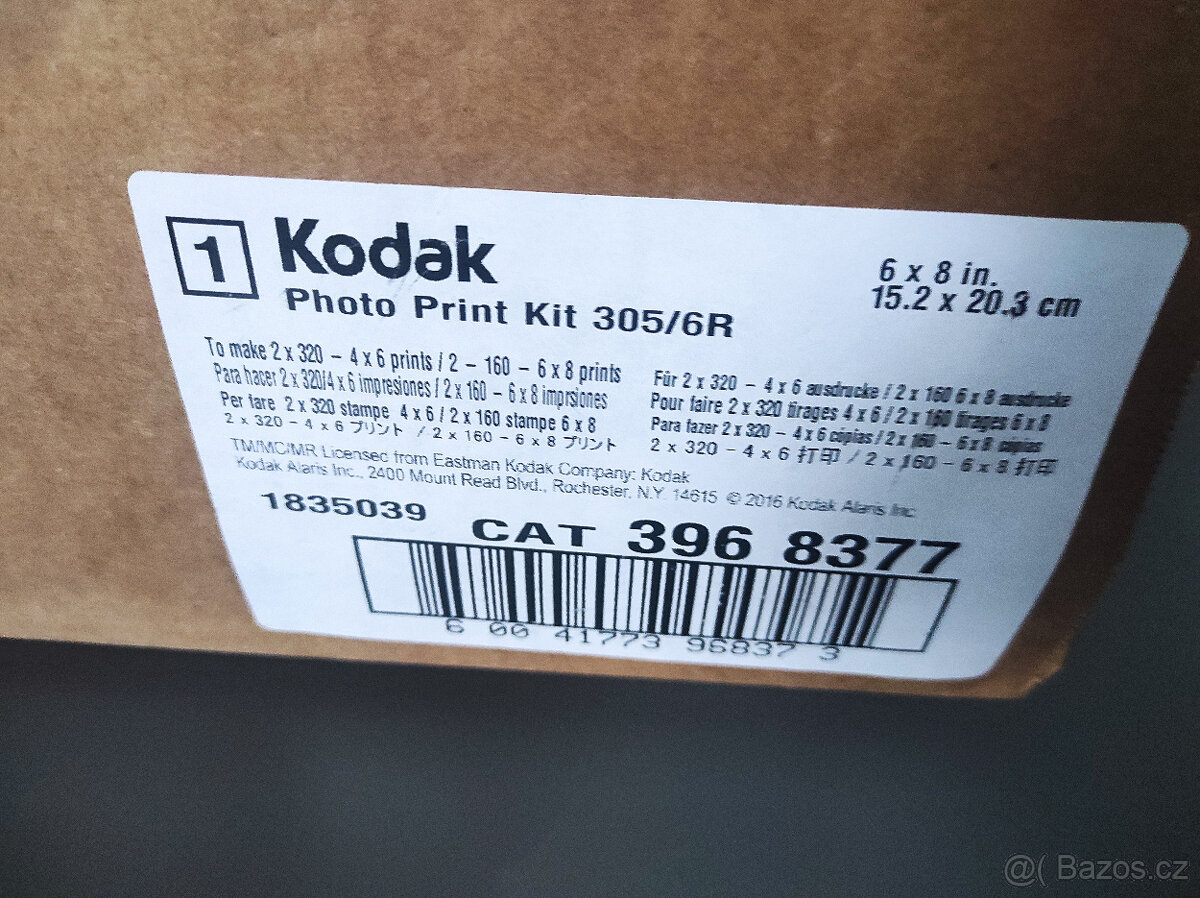 1
Kodak
Photo Print Kit 305/6R
6 x 8 in.
15.2 x 20.3 cm
To make 2 x 320 – 4 x 6 prints / 2 – 160 – 6 x 8 prints
Para hacer 2 x 320/4 x 6 impresiones / 2 x 160 – 6 x 8 imprsiones
Per fare 2 x 320 stampe 4 x 6 / 2 x 160 stampe 6 x 8
2 x 320 – 4 x 6 プリント / 2 x 160 – 6 x 8 プリント
Für 2 x 320 – 4 x 6 ausdrucke / 2 x 160 6 x 8 ausdrucke
Pour faire 2 x 320 tirages 4 x 6 / 2 x 160 tirages 6 x 8
Para fazer 2 x 320 – 4 x 6 cópias / 2 x 160 – 6 x 8 cópias
2 x 320 – 4 x 6 打印 / 2 x 160 – 6 x 8 打印
TM/MC/MR Licensed from Eastman Kodak Company: Kodak
Kodak Alaris Inc., 2400 Mount Read Blvd., Rochester, N.Y. 14615 © 2016 Kodak Alaris Inc.
1835039
CAT 396 8377
6 00 41773 96837 3
@( Bazos.cz